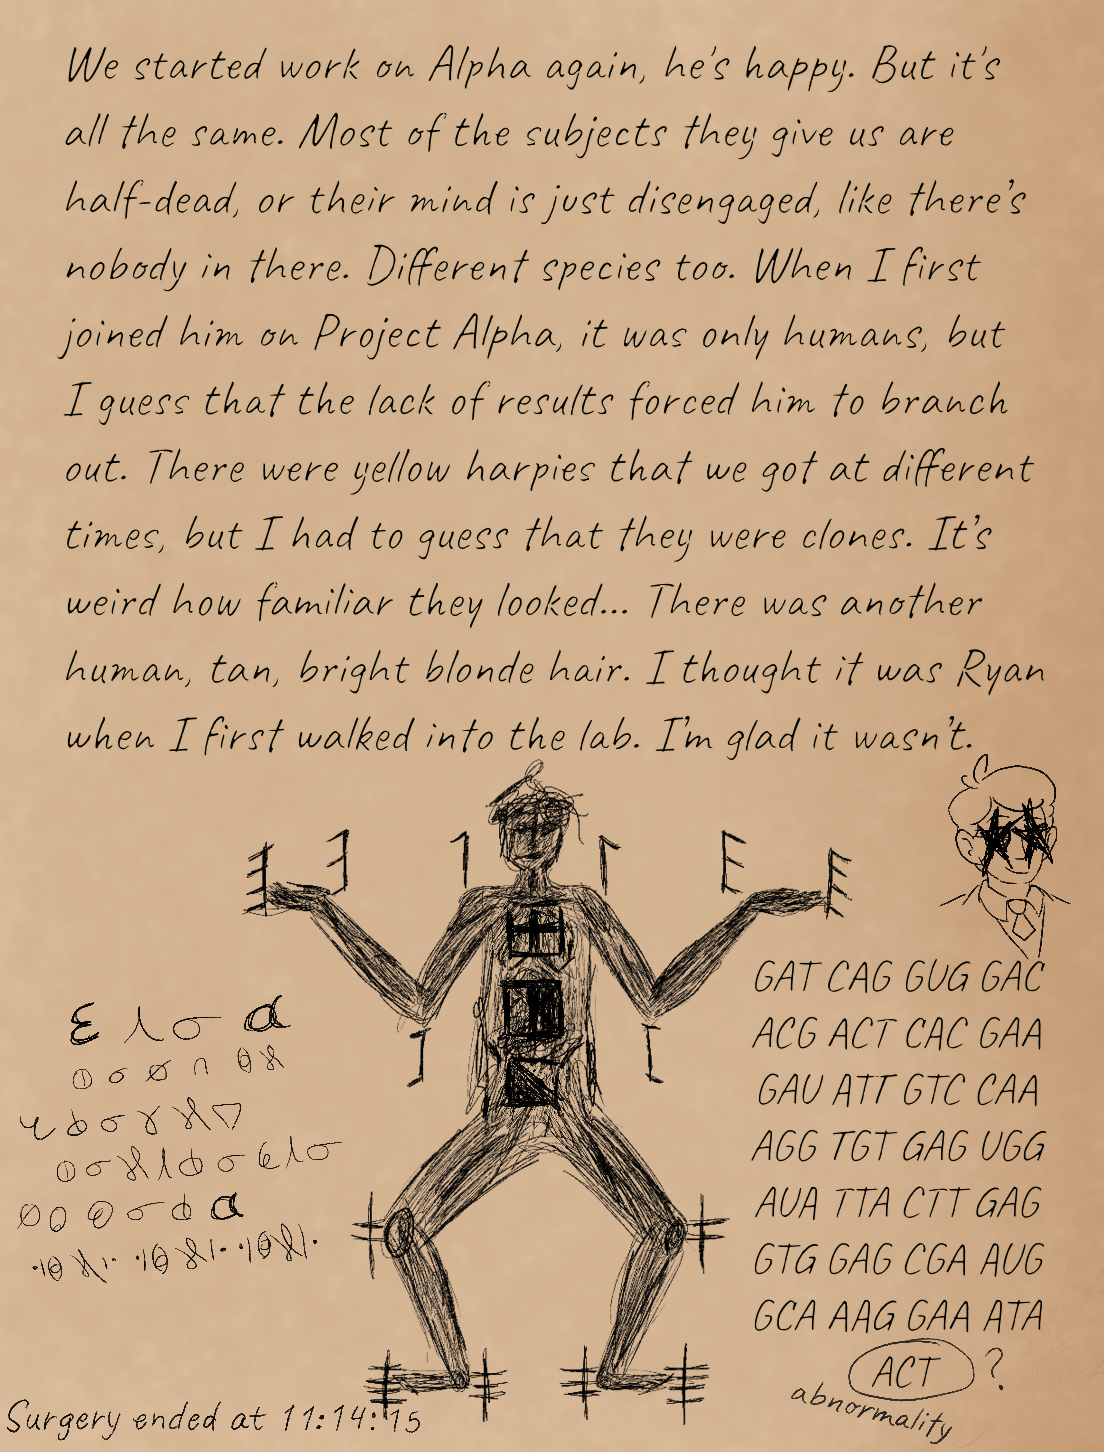 We started work on Alpha again, he's happy. But it's
all the same. Most of the subjects they give us are
half-dead, or their mind is just disengaged, like there's
nobody in there. Different species too. When I first
joined him on Project Alpha, it was only humans, but
I guess that the lack of results forced him to branch
out. There were yellow harpies that we got at different
times, but I had to guess that they were clones. It's
weird how familiar they looked... There was another
human, tan, bright blonde hair. I thought it was Ryan
when I first walked into the lab. I'm glad it wasn't.
GAT CAG GUG GAC
ACG ACT CAC GAA
GAU ATT GTC CAA
AGG TGT GAG UGG
AUA TTA CTT GAG
GTG GAG CGA AUG
GCA AAG GAA ATA
ACT ?
abnormality
Surgery ended at 11:14:15